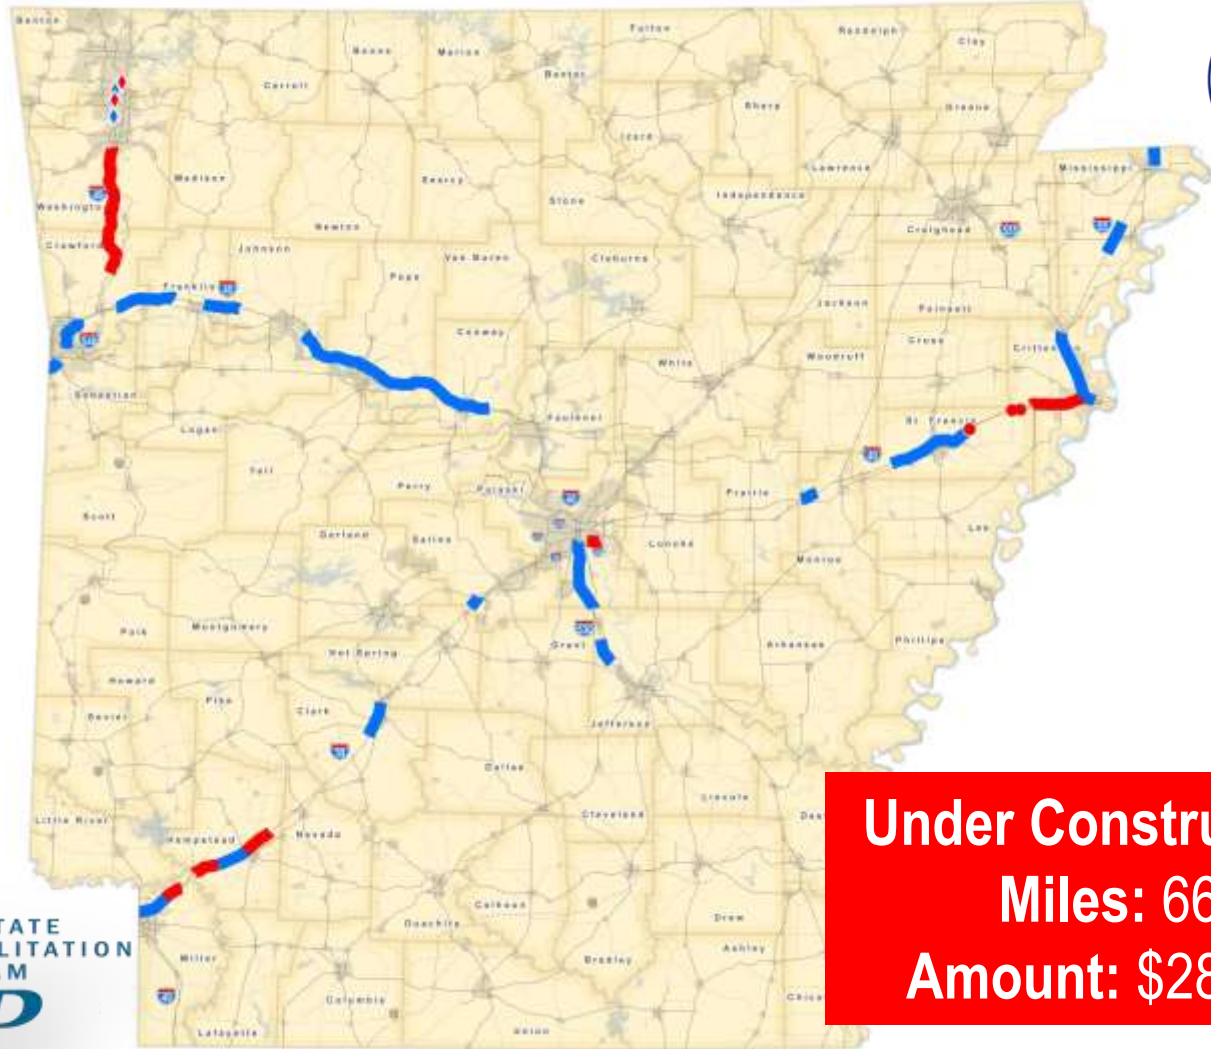 Benton
Boone
Marion
Fulton
Randolph
Clay
Carroll
Baxter
Sharp
Greene
Izard
Lawrence
Mississippi
Madison
Searcy
Stone
Independence
Washington
Newton
Craighead
Crawford
Johnson
Van Buren
Cleburne
Franklin
Pope
Jackson
Poinsett
Conway
Cross
White
Woodruff
Sebastian
Logan
Faulkner
St. Francis
Yell
Perry
Pulaski
Prairie
Scott
Garland
Saline
Lonoke
Lee
Monroe
Polk
Montgomery
Hot Spring
Grant
Arkansas
Phillips
Howard
Pike
Sevier
Clark
Jefferson
Dallas
Lincoln
Little River
Hempstead
Nevada
Cleveland
Calhoun
Ouachita
Drew
Miller
Bradley
Ashley
Columbia
Union
Lafayette
Under Constru
Miles: 66
Amount: $28
TATE
LITATION